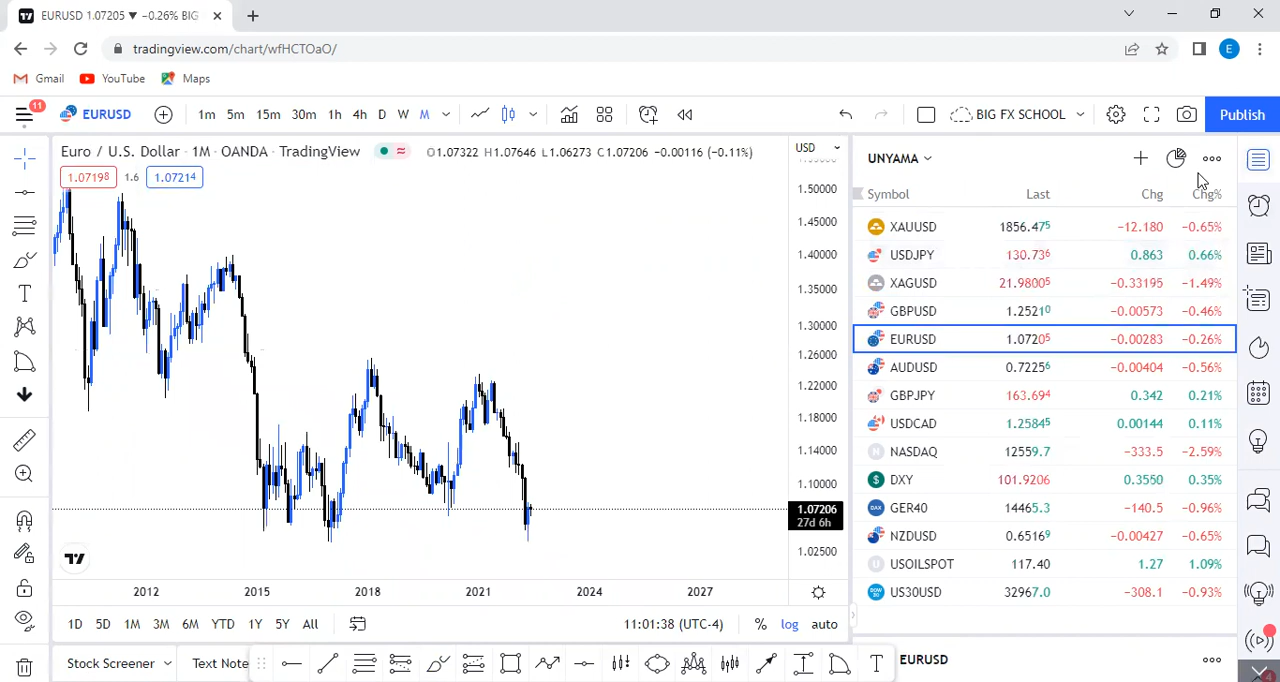 EURUSD 1.07205 ▼ −0.26% BIG
tradingview.com/chart/wfHCTOaO/
E
Gmail YouTube Maps
11
EURUSD 1m 5m 15m 30m 1h 4h D W M BIG FX SCHOOL Publish
Euro / U.S. Dollar · 1M · OANDA · TradingView O1.07322 H1.07646 L1.06273 C1.07206 −0.00116 (−0.11%)
1.07198 1.6 1.07214
USD
1.50000
1.45000
1.40000
1.35000
1.30000
1.26000
1.22000
1.18000
1.14000
1.10000
1.07206
27d 6h
1.02500
2012 2015 2018 2021 2024 2027
1D 5D 1M 3M 6M YTD 1Y 5Y All 11:01:38 (UTC-4) % log auto
Stock Screener Text Note
UNYAMA
Symbol Last Chg Chg%
XAUUSD 1856.475 −12.180 −0.65%
USDJPY 130.736 0.863 0.66%
XAGUSD 21.98005 −0.33195 −1.49%
GBPUSD 1.25210 −0.00573 −0.46%
EURUSD 1.07205 −0.00283 −0.26%
AUDUSD 0.72256 −0.00404 −0.56%
GBPJPY 163.694 0.342 0.21%
USDCAD 1.25845 0.00144 0.11%
NASDAQ 12559.7 −333.5 −2.59%
DXY 101.9206 0.3550 0.35%
GER40 14465.3 −140.5 −0.96%
NZDUSD 0.65169 −0.00427 −0.65%
USOILSPOT 117.40 1.27 1.09%
US30USD 32967.0 −308.1 −0.93%
EURUSD